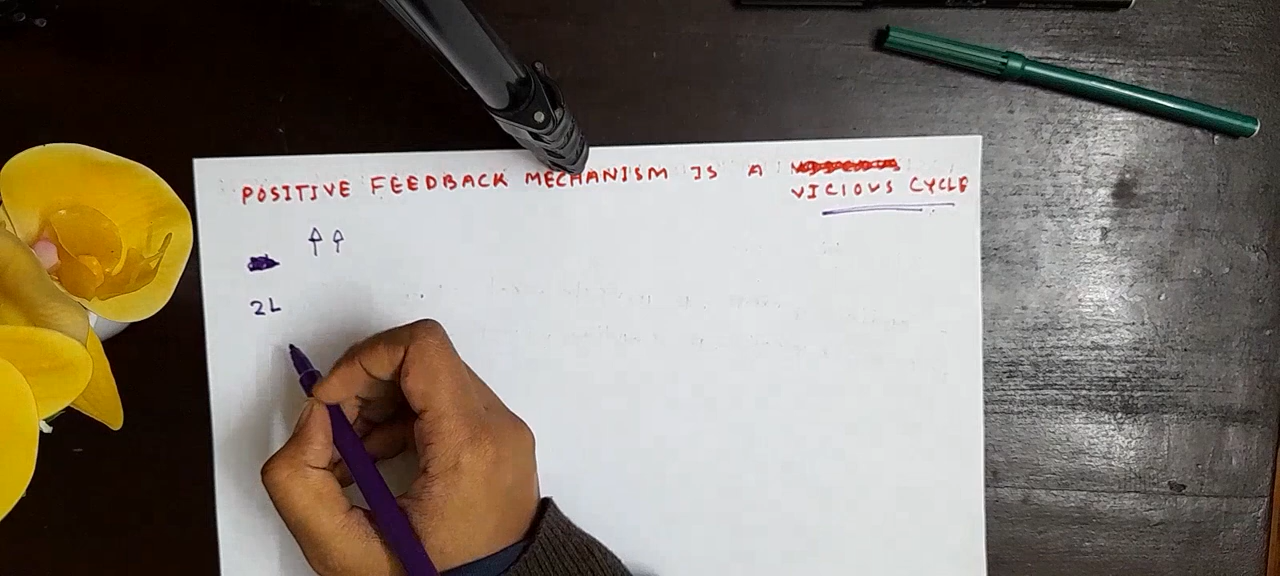 POSITIVE FEEDBACK MECHANISM IS A
VICIOUS CYCLE
↑ ↑
2L